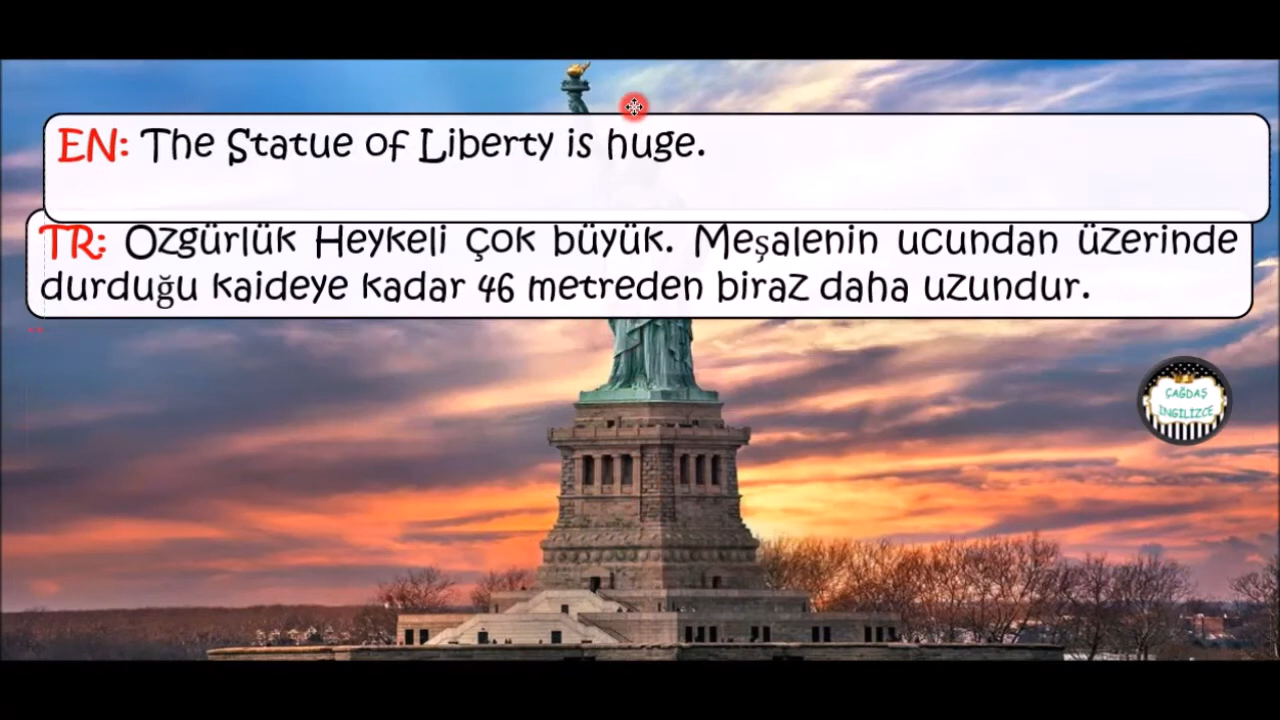 EN: The Statue of Liberty is huge.
TR: Özgürlük Heykeli çok büyük. Meşalenin ucundan üzerinde
durduğu kaideye kadar 46 metreden biraz daha uzundur.
ÇAĞDAŞ
İNGİLİZCE